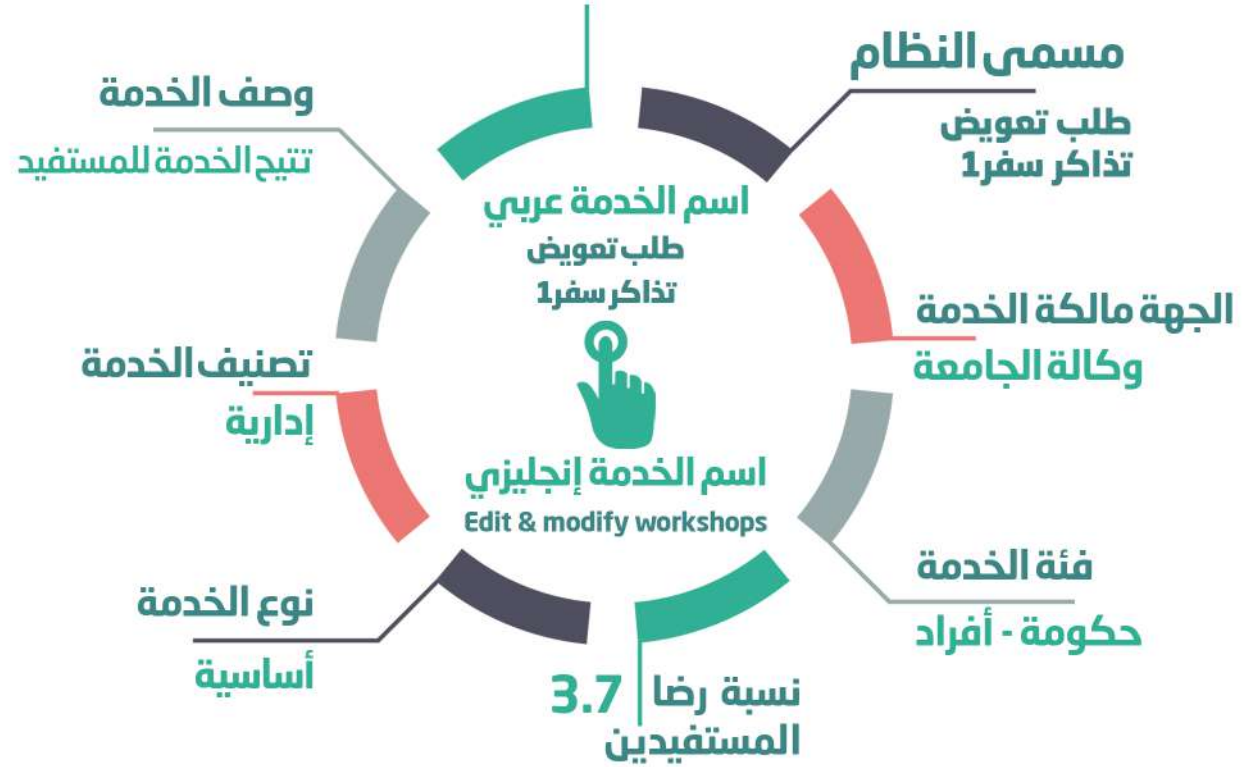 مسمى النظام
طلب تعويض
تذاكر سفر1
الجهة مالكة الخدمة
وكالة الجامعة
فئة الخدمة
حكومة - أفراد
نسبة رضا 3.7
المستفيدين
وصف الخدمة
تتيح الخدمة للمستفيد
تصنيف الخدمة
إدارية
نوع الخدمة
أساسية
اسم الخدمة عربي
طلب تعويض
تذاكر سفر1
اسم الخدمة إنجليزي
Edit & modify workshops